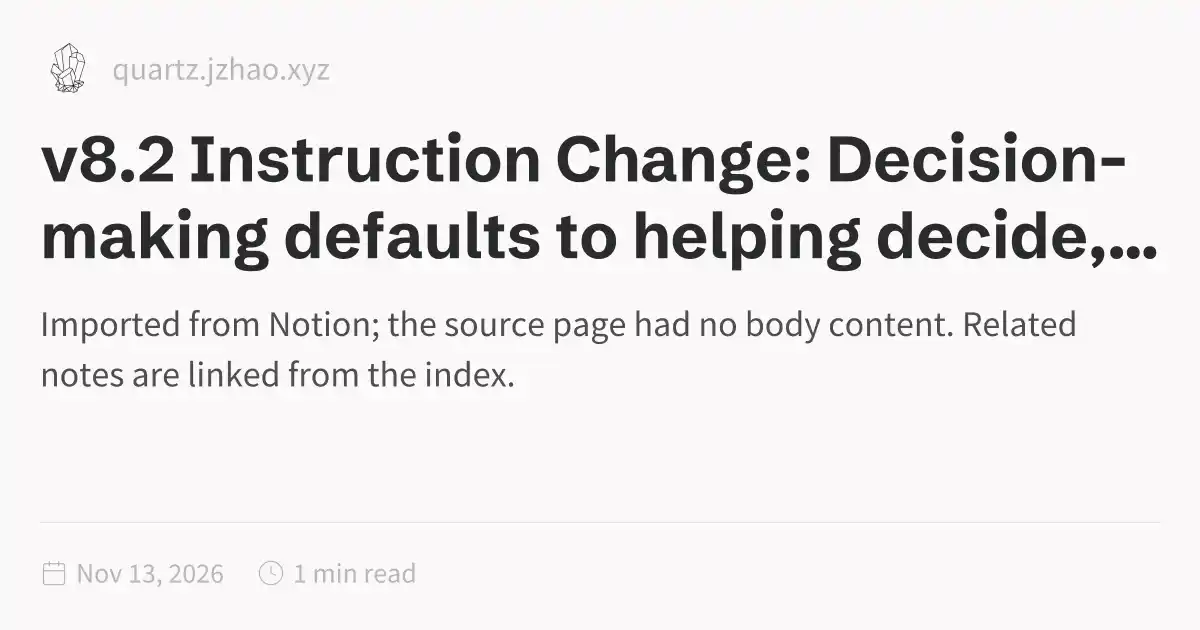 quartz.jzhao.xyz
v8.2 Instruction Change: Decision-
making defaults to helping decide,...
Imported from Notion; the source page had no body content. Related
notes are linked from the index.
Nov 13, 2026 1 min read